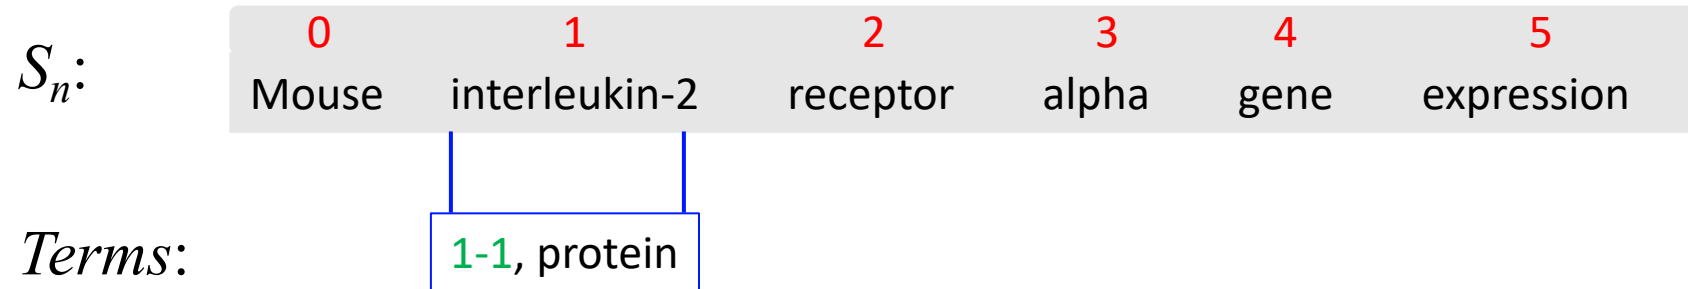 0 1 2 3 4 5
Sn: Mouse interleukin-2 receptor alpha gene expression
Terms: 1-1, protein